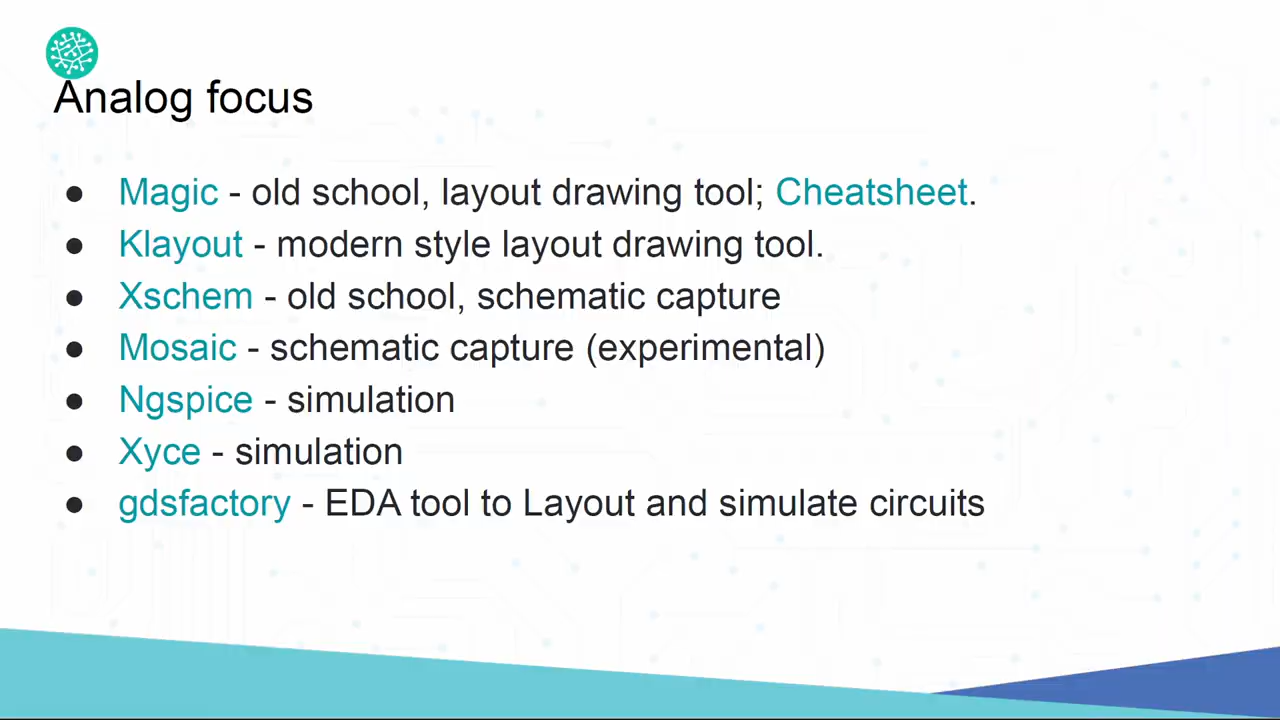 Analog focus
● Magic - old school, layout drawing tool; Cheatsheet.
● Klayout - modern style layout drawing tool.
● Xschem - old school, schematic capture
● Mosaic - schematic capture (experimental)
● Ngspice - simulation
● Xyce - simulation
● gdsfactory - EDA tool to Layout and simulate circuits